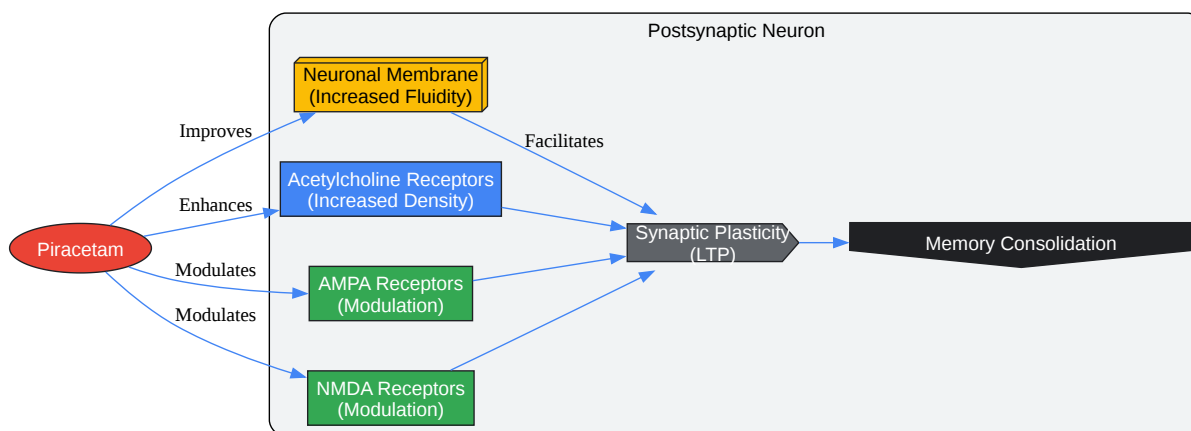 Postsynaptic Neuron
Neuronal Membrane
(Increased Fluidity)
Improves
Facilitates
Acetylcholine Receptors
(Increased Density)
Enhances
Piracetam
Synaptic Plasticity
(LTP)
Memory Consolidation
Modulates
AMPA Receptors
(Modulation)
Modulates
NMDA Receptors
(Modulation)